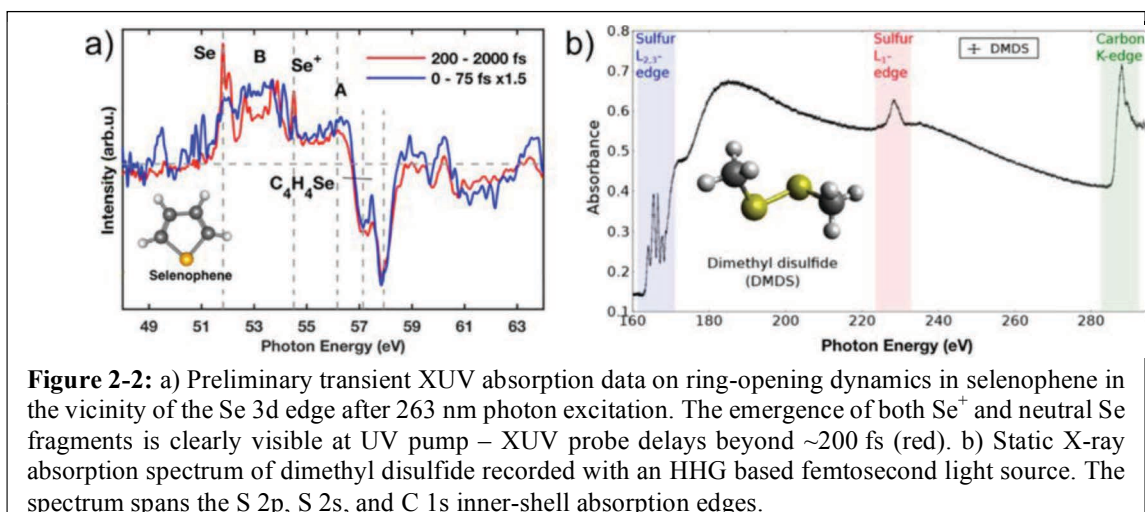 a)
Se
B
Se+
A
200 - 2000 fs
0 - 75 fs x1.5
C4H4Se
Selenophene
Intensity (arb.u.)
49 51 53 55 57 59 61 63
Photon Energy (eV)
b)
Sulfur
L2,3-
edge
Sulfur
L1-
edge
DMDS
Carbon
K-edge
0.8
0.7
0.6
0.5
0.4
0.3
0.2
0.1
Absorbance
Dimethyl disulfide
(DMDS)
160 180 200 220 240 260 280
Photon Energy (eV)
Figure 2-2: a) Preliminary transient XUV absorption data on ring-opening dynamics in selenophene in
the vicinity of the Se 3d edge after 263 nm photon excitation. The emergence of both Se+ and neutral Se
fragments is clearly visible at UV pump – XUV probe delays beyond ~200 fs (red). b) Static X-ray
absorption spectrum of dimethyl disulfide recorded with an HHG based femtosecond light source. The
spectrum spans the S 2p, S 2s, and C 1s inner-shell absorption edges.